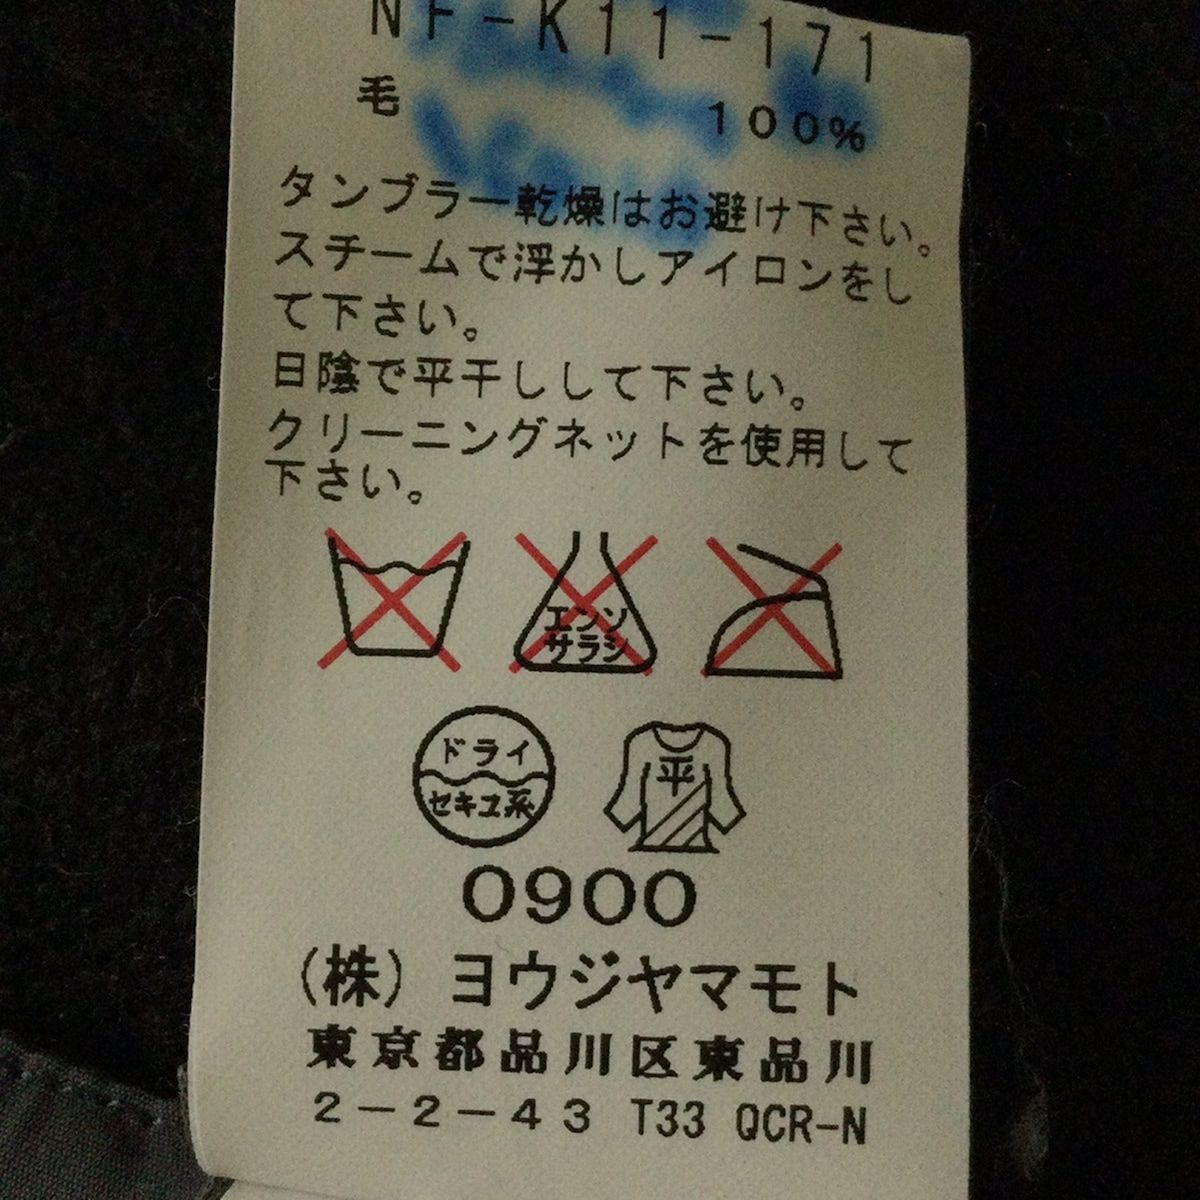 NF-K11-171
毛 100%
タンブラー乾燥はお避け下さい。
スチームで浮かしアイロンをし
て下さい。
日陰で平干しして下さい。
クリーニングネットを使用して
下さい。
エンソ
サラシ
ドライ
セキユ系
平
0900
(株) ヨウジヤマモト
東京都品川区東品川
2-2-43 T33 QCR-N